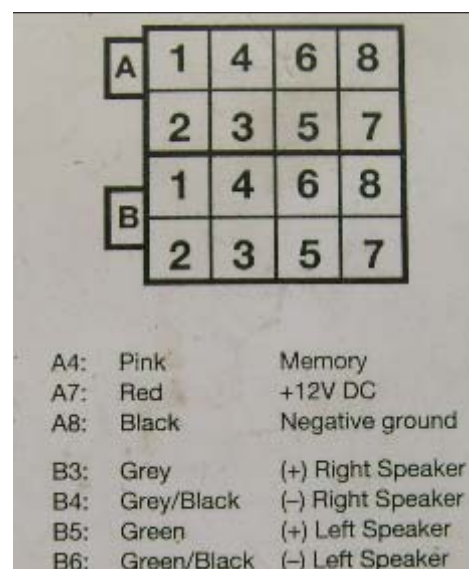 A 1 4 6 8
2 3 5 7
B 1 4 6 8
2 3 5 7
A4: Pink Memory
A7: Red +12V DC
A8: Black Negative ground
B3: Grey (+) Right Speaker
B4: Grey/Black (–) Right Speaker
B5: Green (+) Left Speaker
B6: Green/Black (–) Left Speaker